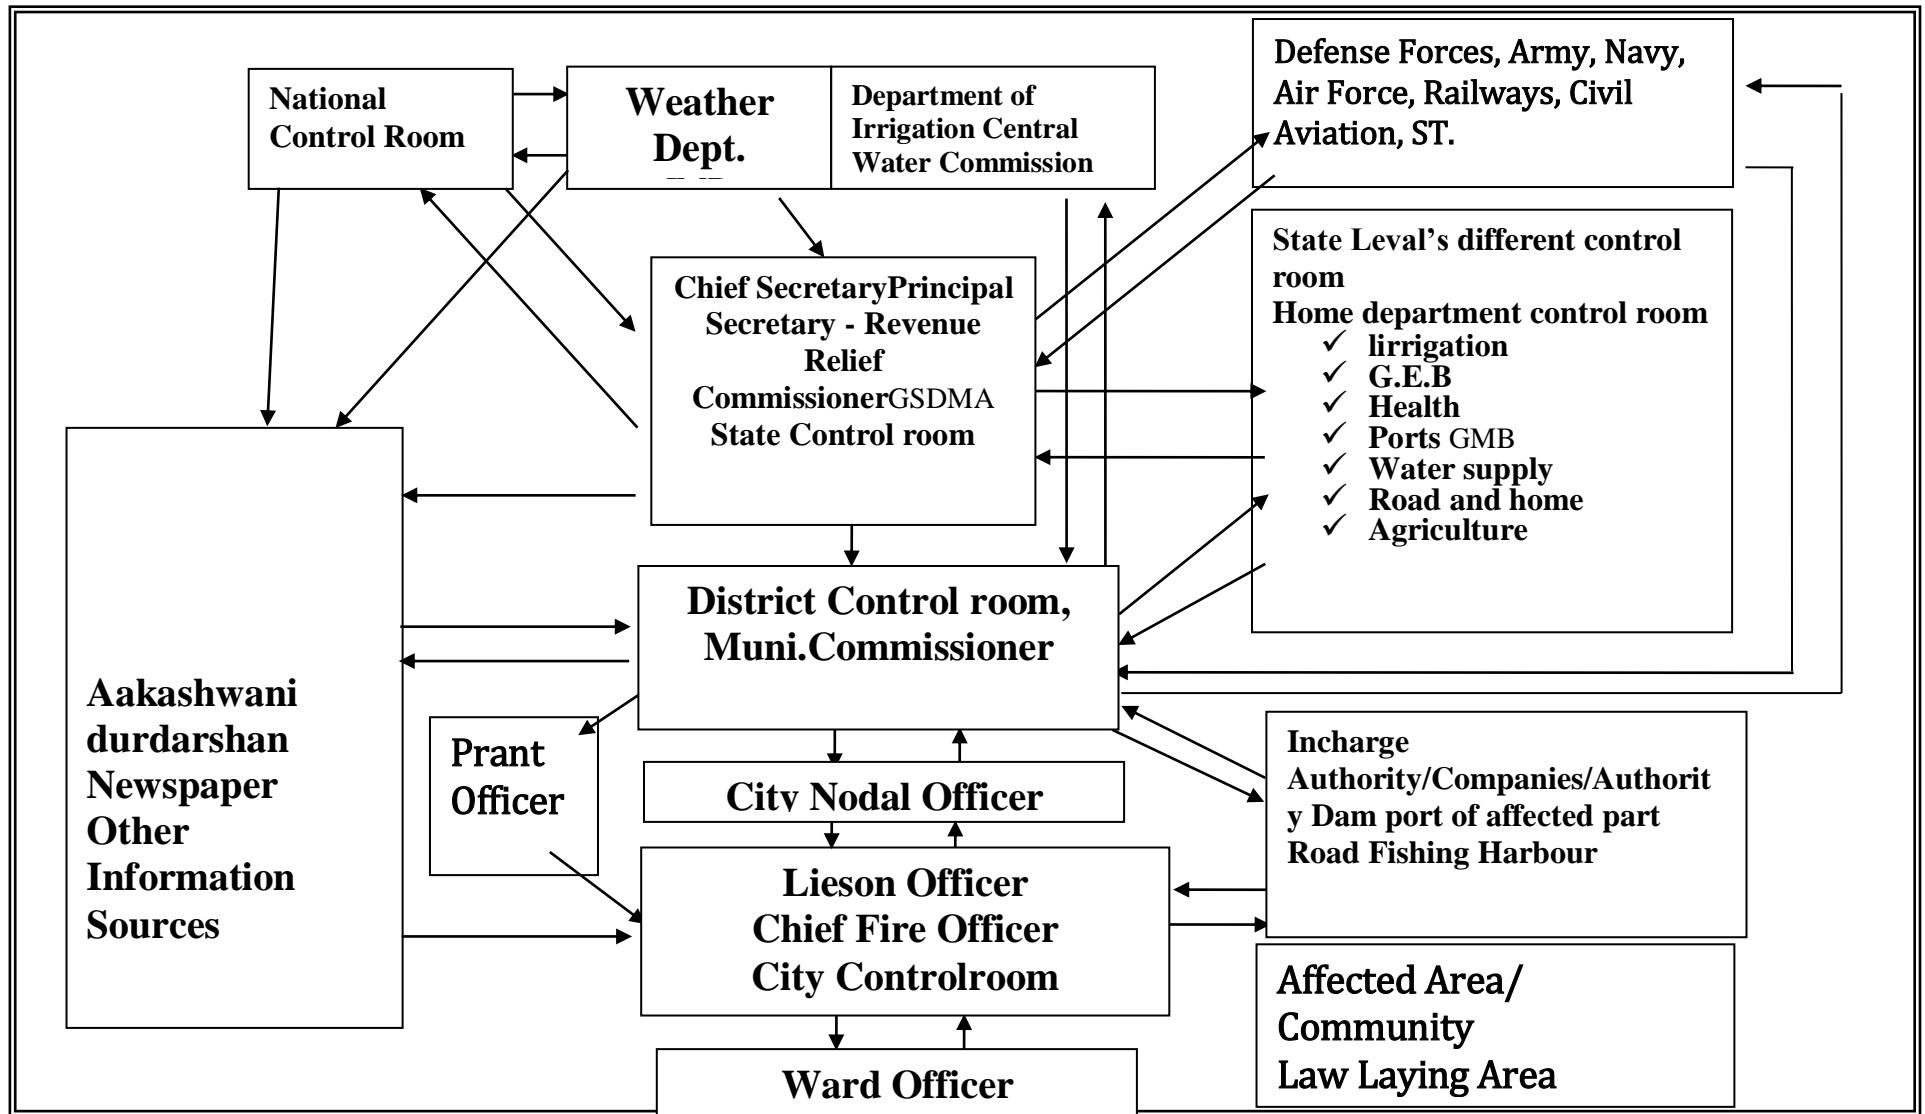 National
Control Room
Weather
Dept.
Department of
Irrigation Central
Water Commission
Defense Forces, Army, Navy,
Air Force, Railways, Civil
Aviation, ST.
Chief SecretaryPrincipal
Secretary - Revenue
Relief
CommissionerGSDMA
State Control room
State Leval’s different control
room
Home department control room
✓ lirrigation
✓ G.E.B
✓ Health
✓ Ports GMB
✓ Water supply
✓ Road and home
✓ Agriculture
Aakashwani
durdarshan
Newspaper
Other
Information
Sources
District Control room,
Muni.Commissioner
Prant
Officer
City Nodal Officer
Incharge
Authority/Companies/Authorit
y Dam port of affected part
Road Fishing Harbour
Lieson Officer
Chief Fire Officer
City Controlroom
Affected Area/
Community
Law Laying Area
Ward Officer